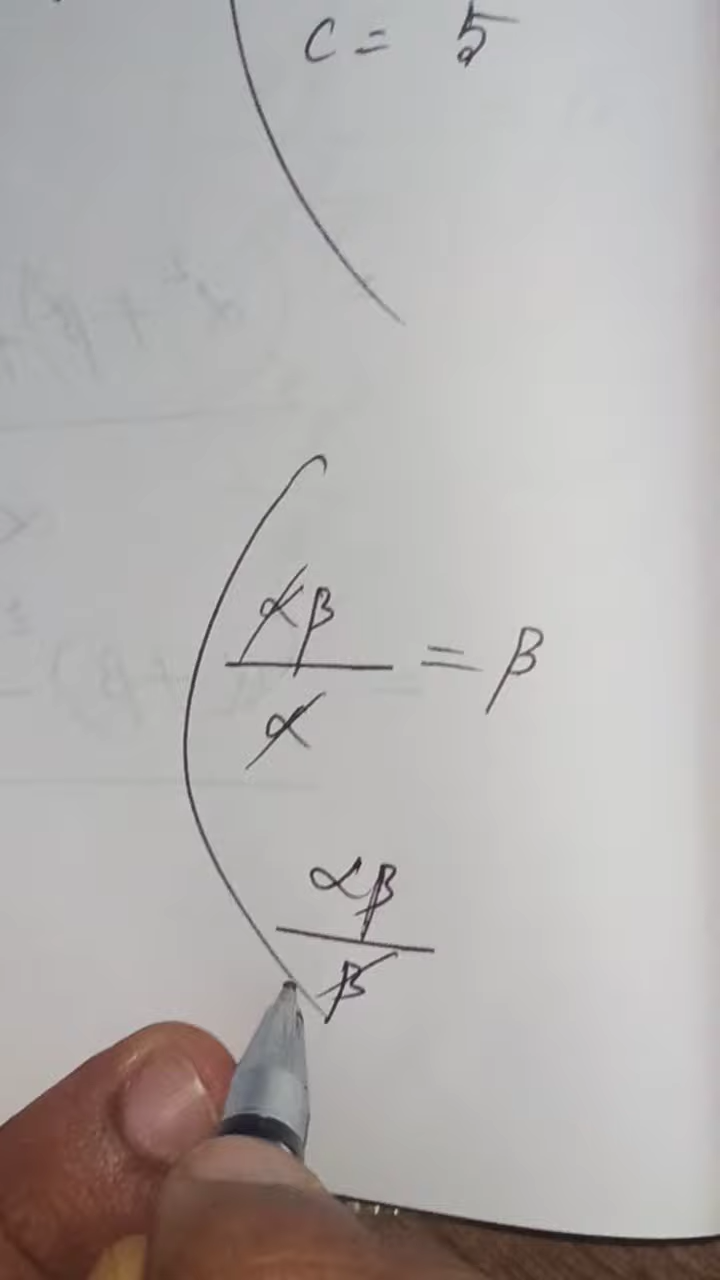 c = 5
αβ/α = β
αβ/β